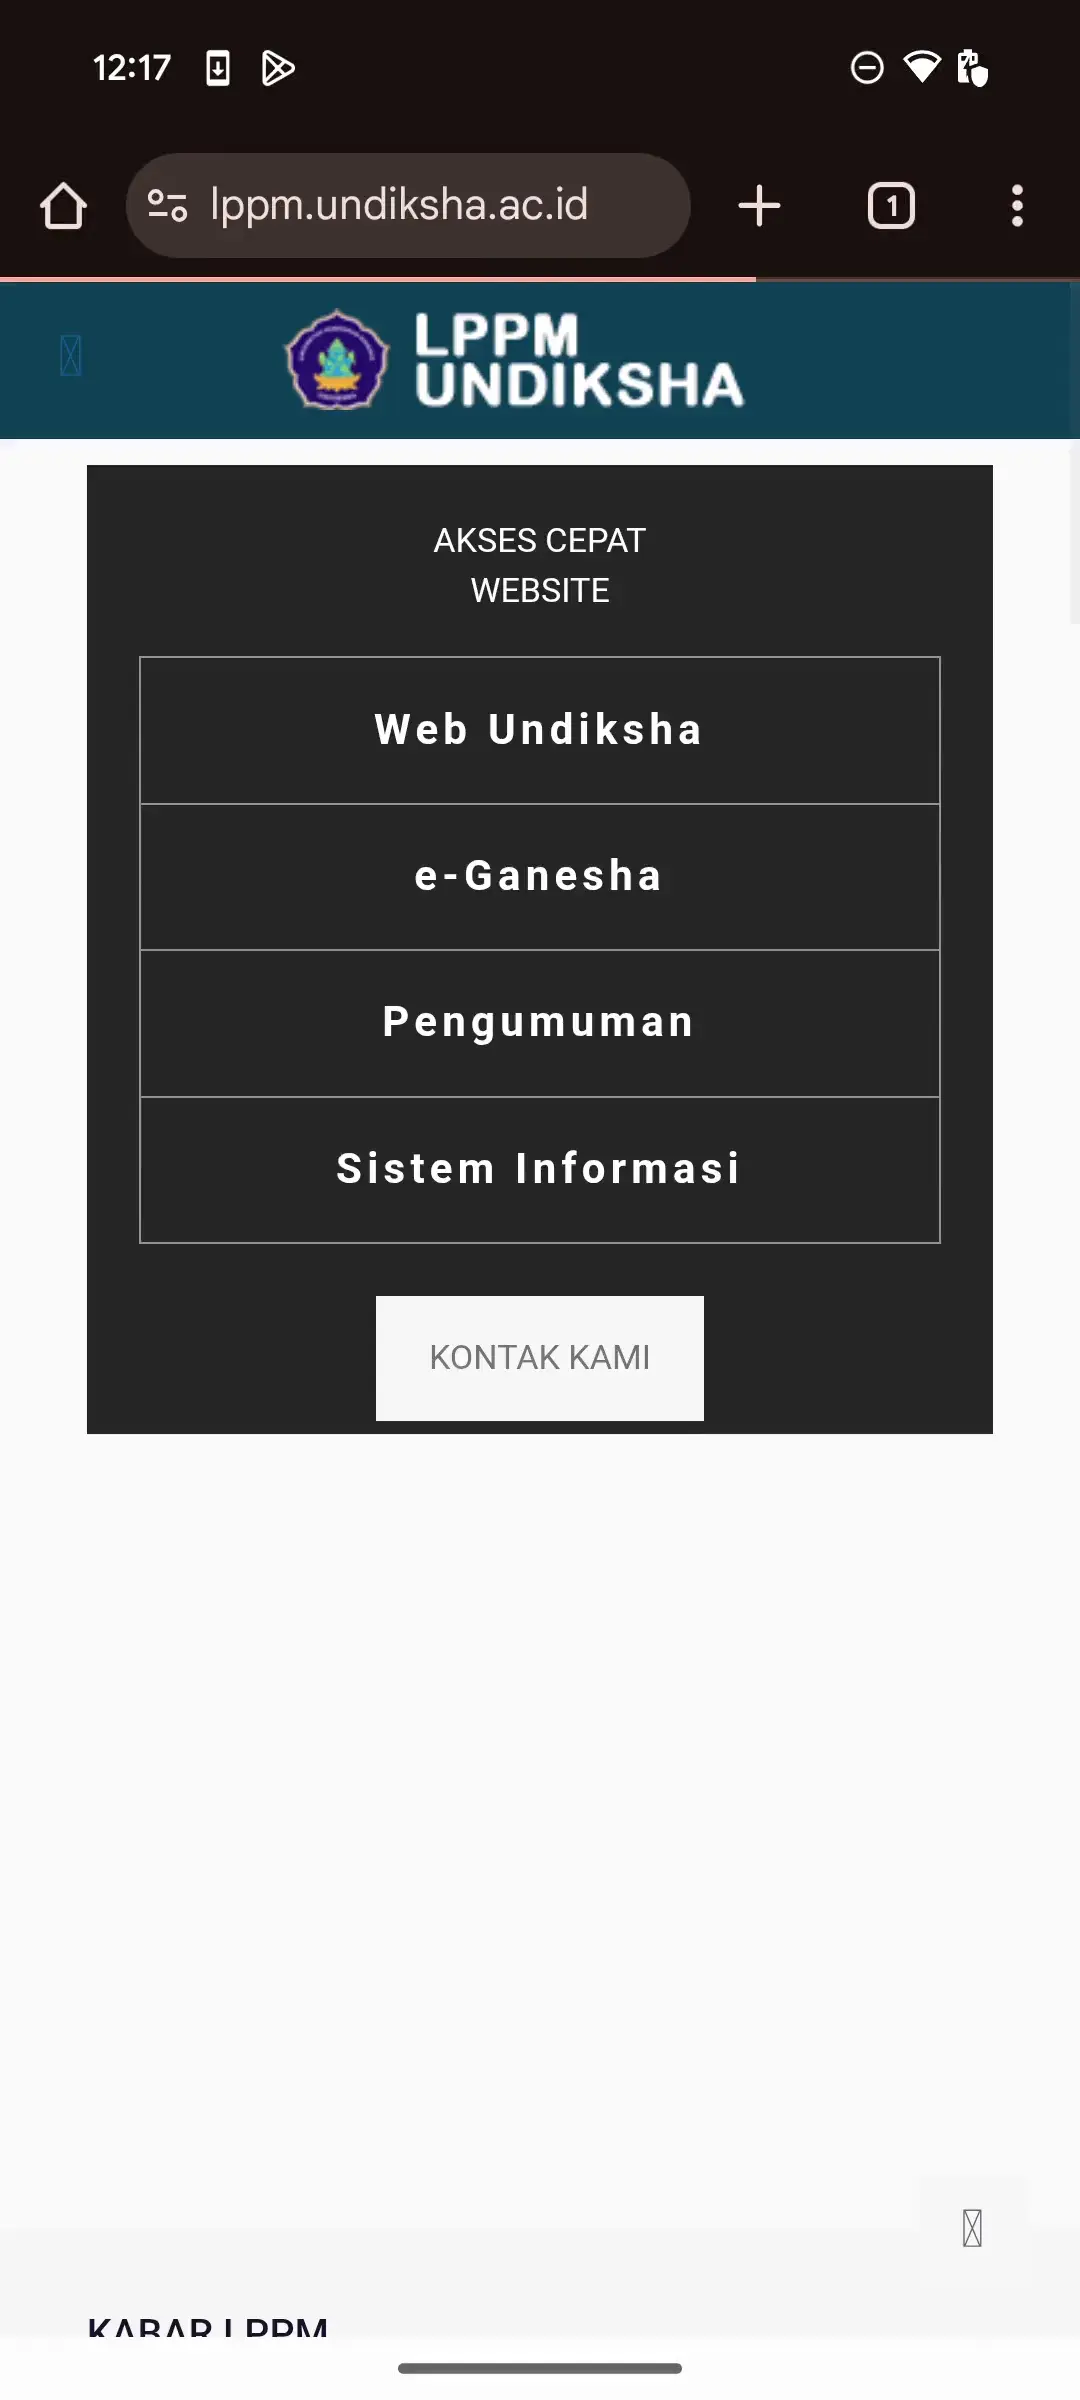 12:17
lppm.undiksha.ac.id
1
LPPM
UNDIKSHA
AKSES CEPAT
WEBSITE
Web Undiksha
e-Ganesha
Pengumuman
Sistem Informasi
KONTAK KAMI
KABAR LPPM